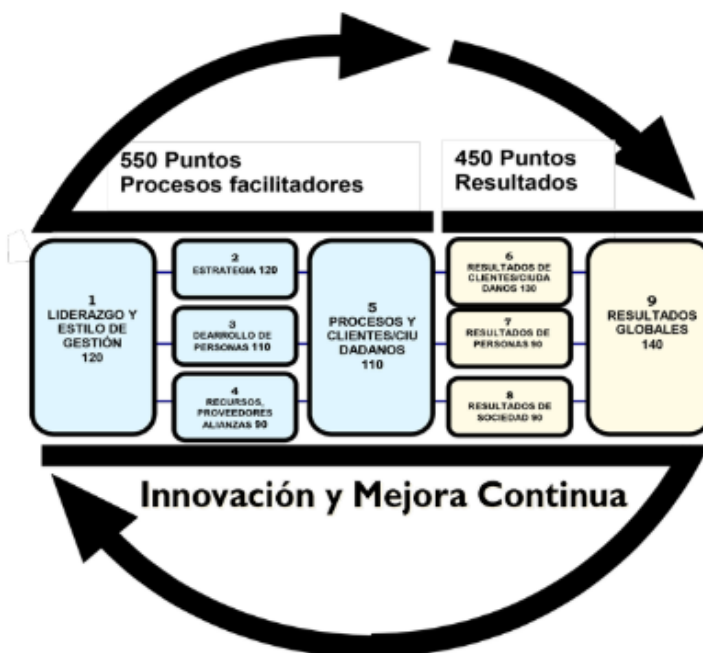 550 Puntos
Procesos facilitadores
450 Puntos
Resultados
1
LIDERAZGO Y
ESTILO DE
GESTIÓN
120
2
ESTRATEGIA 120
3
DEARROLLO DE
PERSONAS 110
4
RECURSOS,
PROVEEDORES
ALIANZAS 90
5
PROCESOS Y
CLIENTES/CIU
DADANOS
110
6
RESULTADOS DE
CLIENTES/CIUDA
DANOS 130
7
RESULTADOS DE
PERSONAS 90
8
RESULTADOS DE
SOCIEDAD 90
9
RESULTADOS
GLOBALES
140
Innovación y Mejora Continua